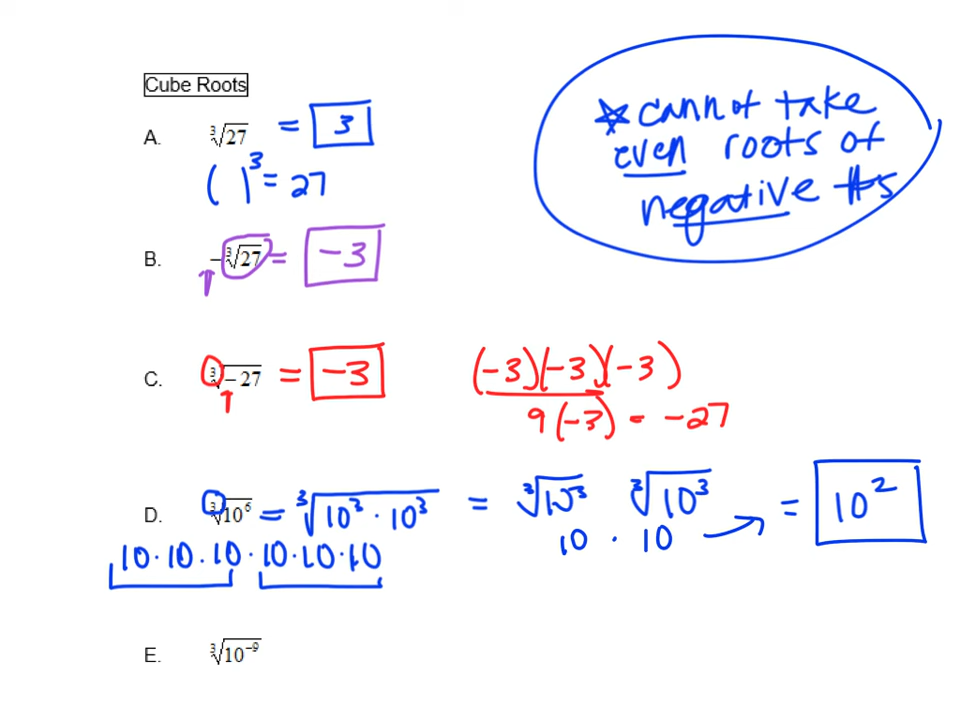 Cube Roots
* cannot take
even roots of
negative #s
A. ∛27 = 3
( )³ = 27
B. -∛27 = -3
C. ∛-27 = -3 (-3)(-3)(-3)
9(-3) = -27
D. ∛10⁶ = ∛10³ · 10³ = ∛10³ ∛10³ = 10²
10 · 10
10 · 10 · 10 · 10 · 10 · 10
E. ∛10⁻⁹